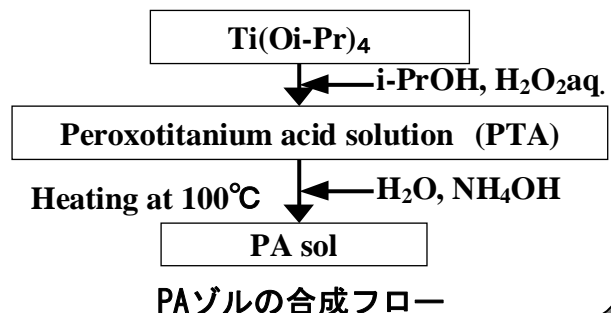 Ti(Oi-Pr)₄
i-PrOH, H₂O₂aq.
Peroxotitanium acid solution (PTA)
Heating at 100℃
H₂O, NH₄OH
PA sol
PAゾルの合成フロー